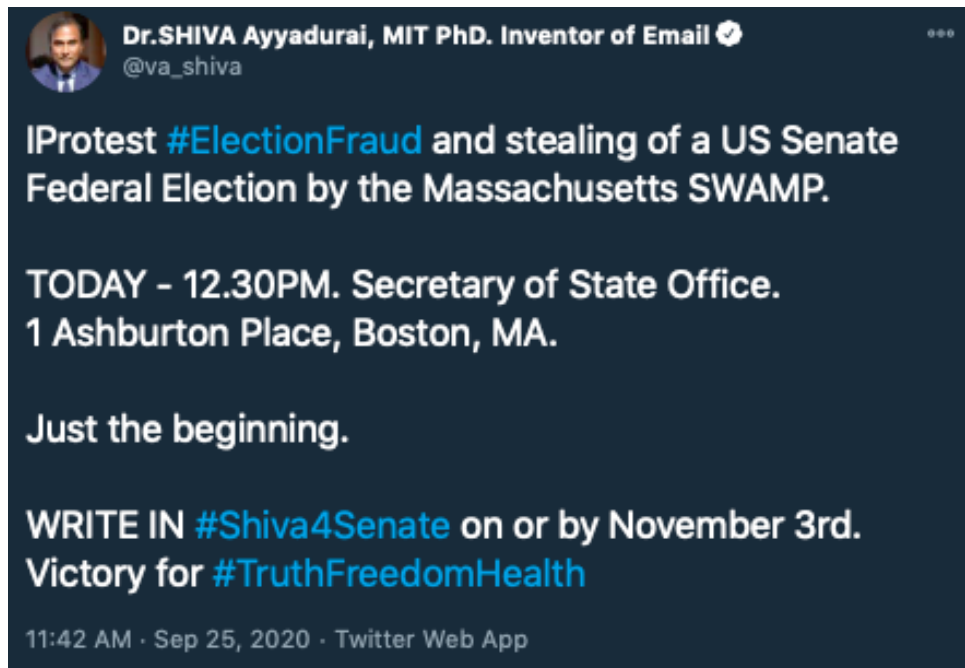 Dr.SHIVA Ayyadurai, MIT PhD. Inventor of Email
@va_shiva
IProtest #ElectionFraud and stealing of a US Senate
Federal Election by the Massachusetts SWAMP.
TODAY - 12.30PM. Secretary of State Office.
1 Ashburton Place, Boston, MA.
Just the beginning.
WRITE IN #Shiva4Senate on or by November 3rd.
Victory for #TruthFreedomHealth
11:42 AM · Sep 25, 2020 · Twitter Web App